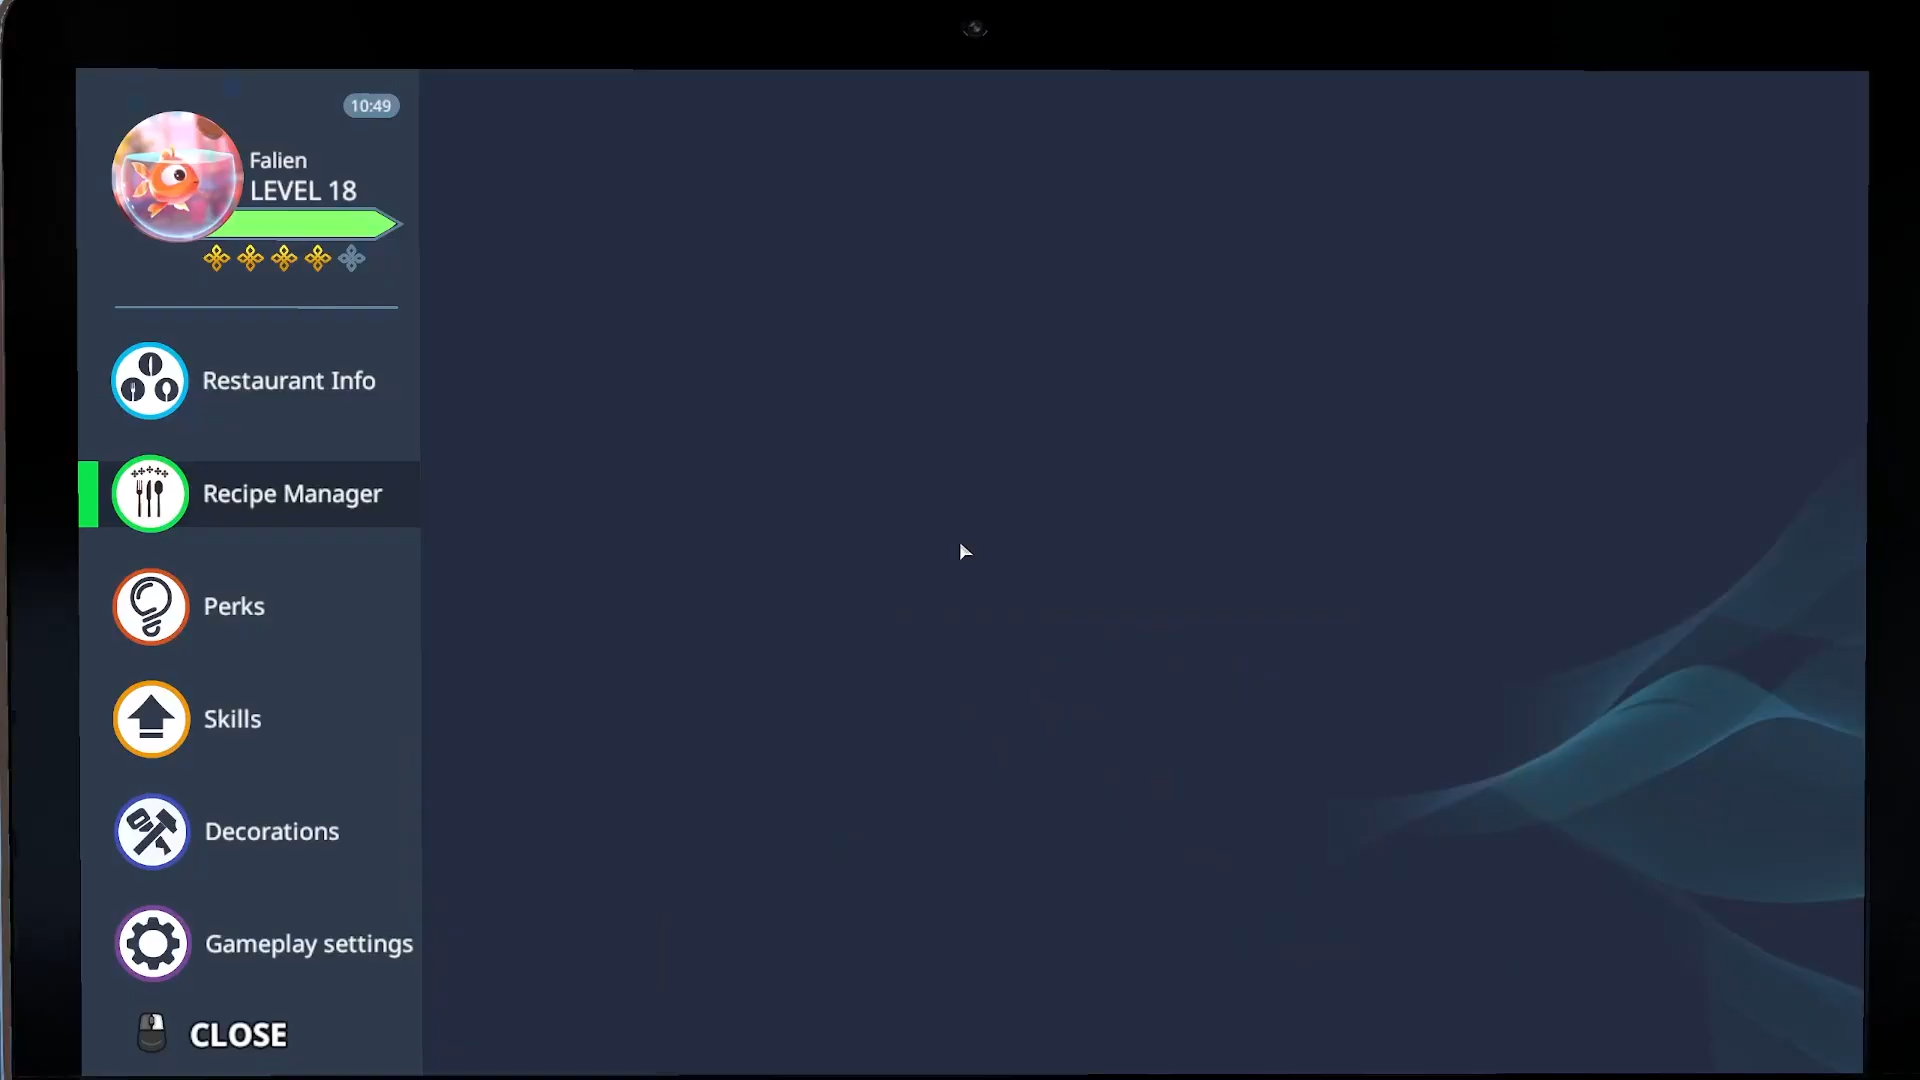 10:49
Falien
LEVEL 18
Restaurant Info
Recipe Manager
Perks
Skills
Decorations
Gameplay settings
CLOSE